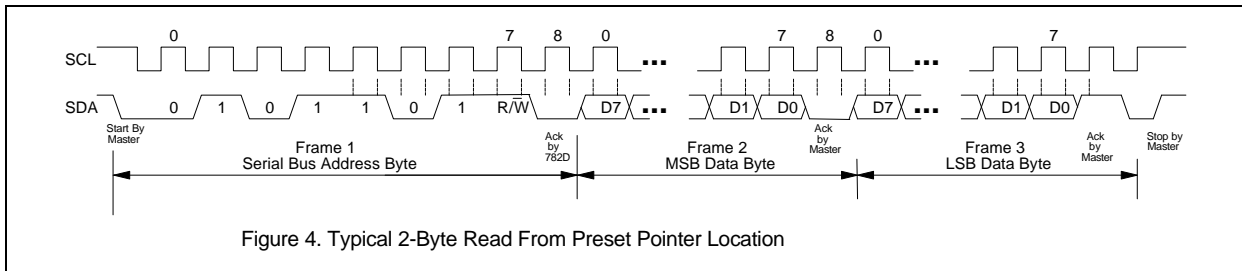 0 7 8 0 ... 7 8 0 ... 7
SCL
SDA 0 1 0 1 1 0 1 R/W D7 ... D1 D0 D7 ... D1 D0
Start By
Master
Ack
by
782D
Ack
by
Master
Ack
by
Master
Stop by
Master
Frame 1
Serial Bus Address Byte
Frame 2
MSB Data Byte
Frame 3
LSB Data Byte
Figure 4. Typical 2-Byte Read From Preset Pointer Location